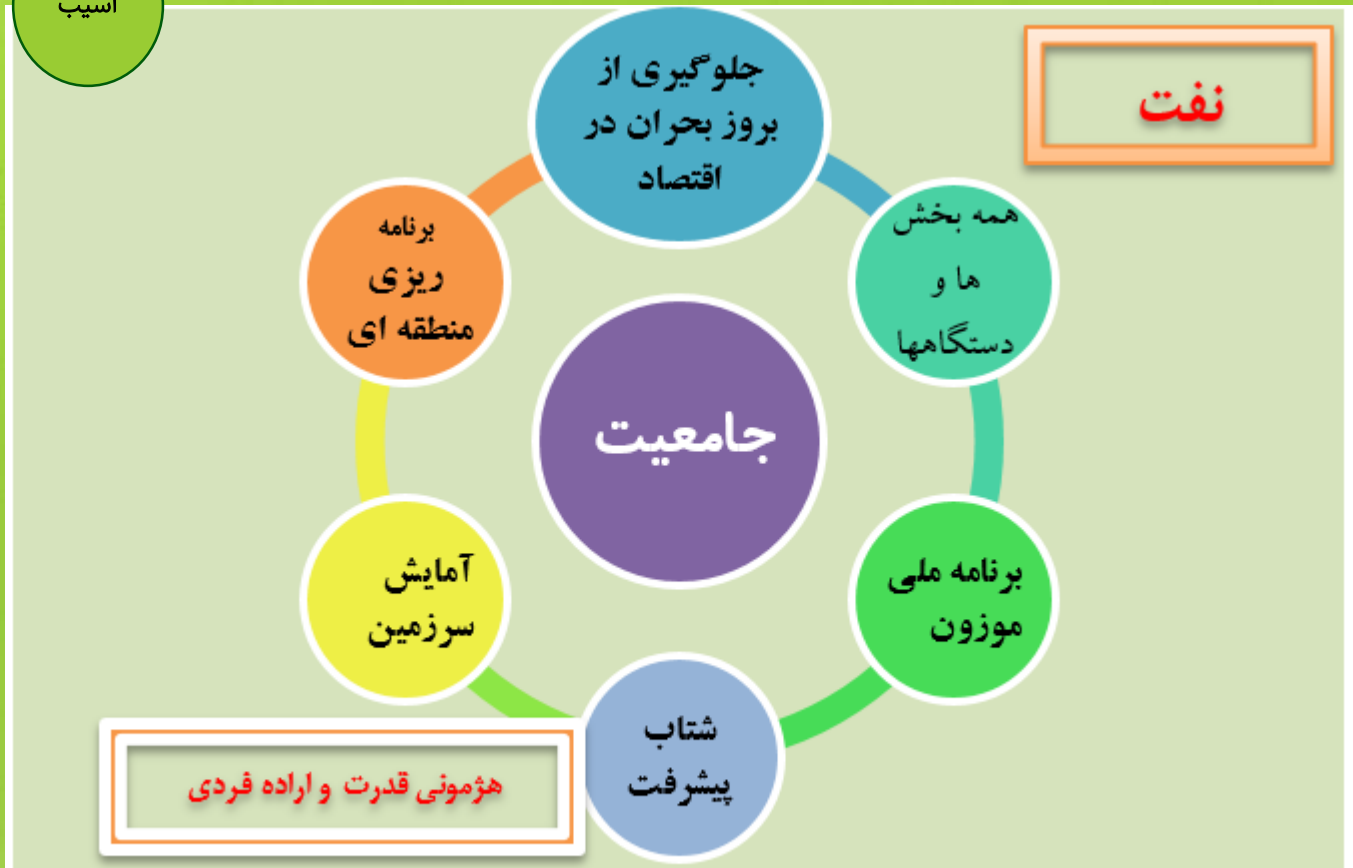 آسیب
نفت
جلوگیری از
بروز بحران در
اقتصاد
همه بخش
ها و
دستگاهها
برنامه ملی
موزون
شتاب
پیشرفت
آمایش
سرزمین
برنامه
ریزی
منطقه ای
جامعیت
هژمونی قدرت و اراده فردی